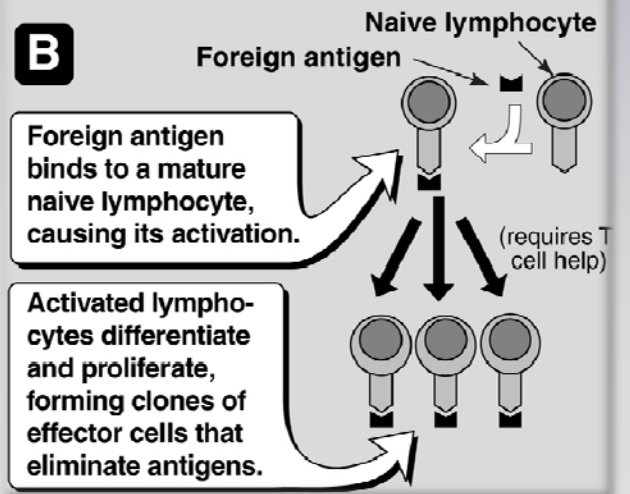 B
Naive lymphocyte
Foreign antigen
Foreign antigen
binds to a mature
naive lymphocyte,
causing its activation.
(requires T
cell help)
Activated lympho-
cytes differentiate
and proliferate,
forming clones of
effector cells that
eliminate antigens.